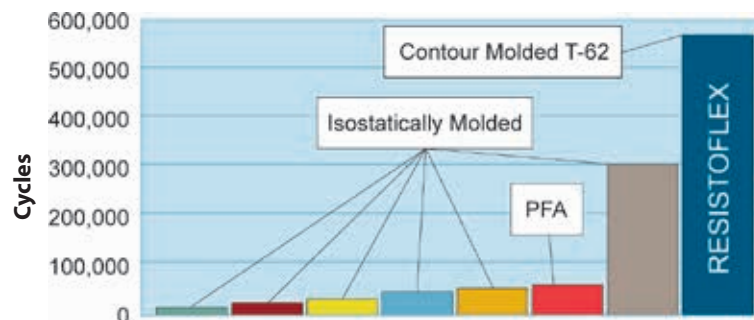 600,000
500,000
400,000
300,000
200,000
100,000
0
Cycles
Contour Molded T-62
Isostatically Molded
PFA
RESISTOFLEX